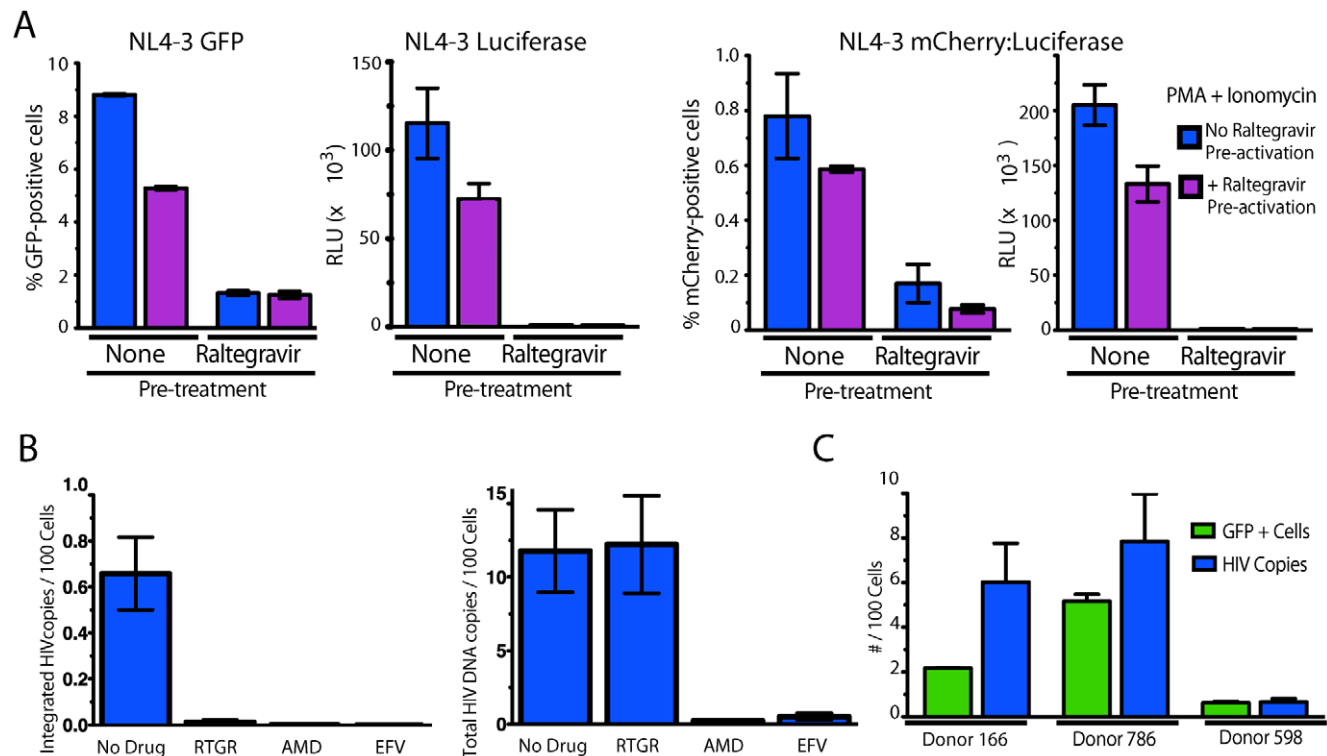 A
NL4-3 GFP
NL4-3 Luciferase
NL4-3 mCherry:Luciferase
% GFP-positive cells
10
8
6
4
2
0
None
Raltegravir
Pre-treatment
RLU (x 10³)
150
100
50
0
None
Raltegravir
Pre-treatment
% mCherry-positive cells
1.0
0.8
0.6
0.4
0.2
0
None
Raltegravir
Pre-treatment
RLU (x 10³)
200
150
100
50
0
None
Raltegravir
Pre-treatment
PMA + Ionomycin
No Raltegravir
Pre-activation
+ Raltegravir
Pre-activation
B
Integrated HIVcopies / 100 Cells
1.0
0.8
0.6
0.4
0.2
0.0
No Drug
RTGR
AMD
EFV
Total HIV DNA copies / 100 Cells
15
10
5
0
No Drug
RTGR
AMD
EFV
C
# / 100 Cells
10
8
6
4
2
0
Donor 166
Donor 786
Donor 598
GFP + Cells
HIV Copies